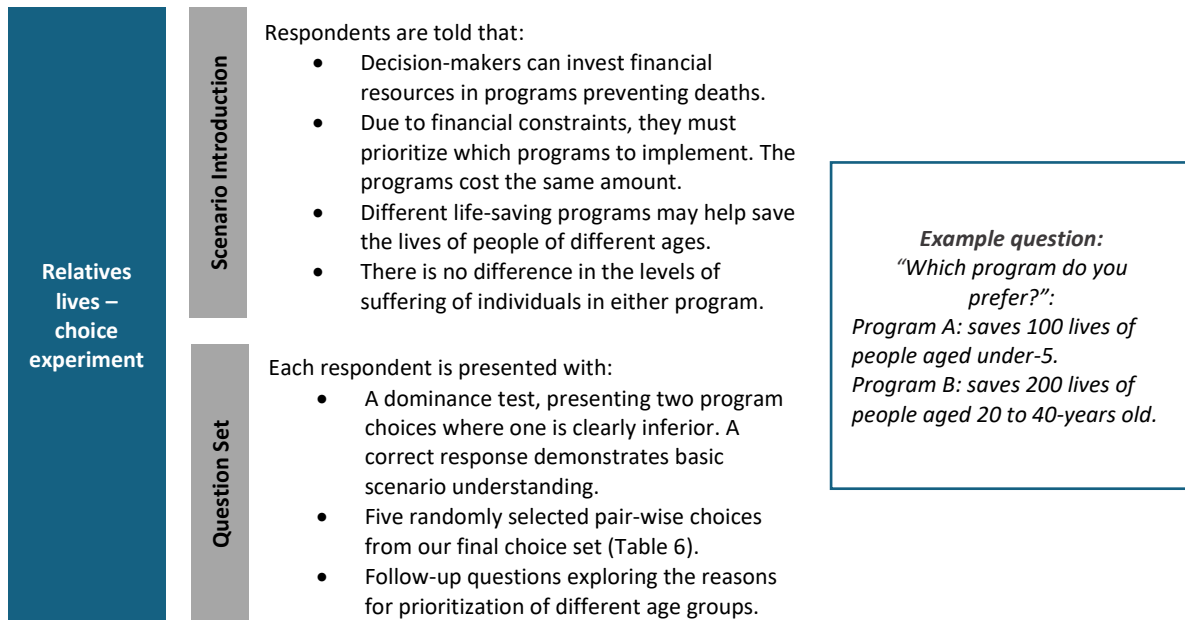 Relatives
lives –
choice
experiment
Scenario Introduction
Respondents are told that:
• Decision-makers can invest financial
resources in programs preventing deaths.
• Due to financial constraints, they must
prioritize which programs to implement. The
programs cost the same amount.
• Different life-saving programs may help save
the lives of people of different ages.
• There is no difference in the levels of
suffering of individuals in either program.
Question Set
Each respondent is presented with:
• A dominance test, presenting two program
choices where one is clearly inferior. A
correct response demonstrates basic
scenario understanding.
• Five randomly selected pair-wise choices
from our final choice set (Table 6).
• Follow-up questions exploring the reasons
for prioritization of different age groups.
Example question:
“Which program do you
prefer?”:
Program A: saves 100 lives of
people aged under-5.
Program B: saves 200 lives of
people aged 20 to 40-years old.